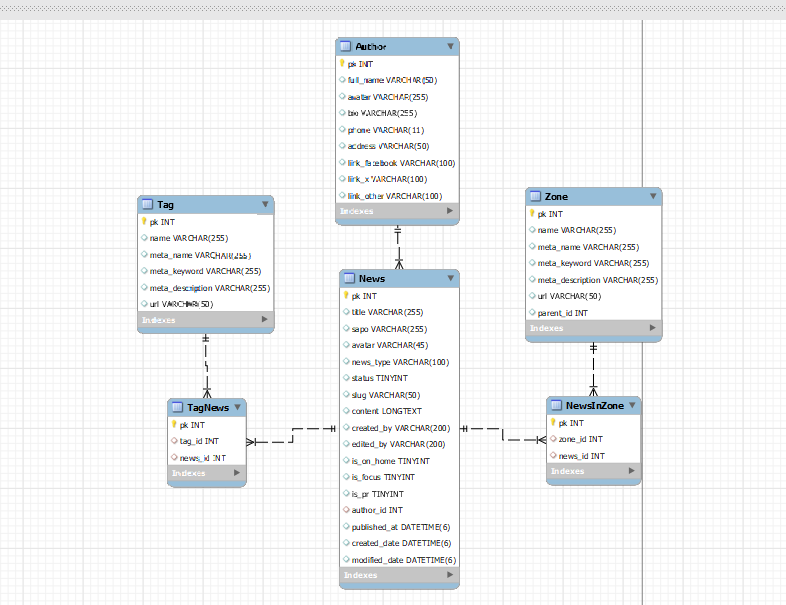 Author
pk INT
full_name VARCHAR(50)
avatar VARCHAR(255)
bio VARCHAR(255)
phone VARCHAR(11)
address VARCHAR(50)
link_facebook VARCHAR(100)
link_x VARCHAR(100)
link_other VARCHAR(100)
Indexes
Tag
pk INT
name VARCHAR(255)
meta_name VARCHAR(255)
meta_keyword VARCHAR(255)
meta_description VARCHAR(255)
url VARCHAR(50)
Indexes
Zone
pk INT
name VARCHAR(255)
meta_name VARCHAR(255)
meta_keyword VARCHAR(255)
meta_description VARCHAR(255)
url VARCHAR(50)
parent_id INT
Indexes
News
pk INT
title VARCHAR(255)
sapo VARCHAR(255)
avatar VARCHAR(45)
news_type VARCHAR(100)
status TINYINT
slug VARCHAR(50)
content LONGTEXT
created_by VARCHAR(200)
edited_by VARCHAR(200)
is_on_home TINYINT
is_focus TINYINT
is_pr TINYINT
author_id INT
published_at DATETIME(6)
created_date DATETIME(6)
modified_date DATETIME(6)
Indexes
TagNews
pk INT
tag_id INT
news_id INT
Indexes
NewsInZone
pk INT
zone_id INT
news_id INT
Indexes